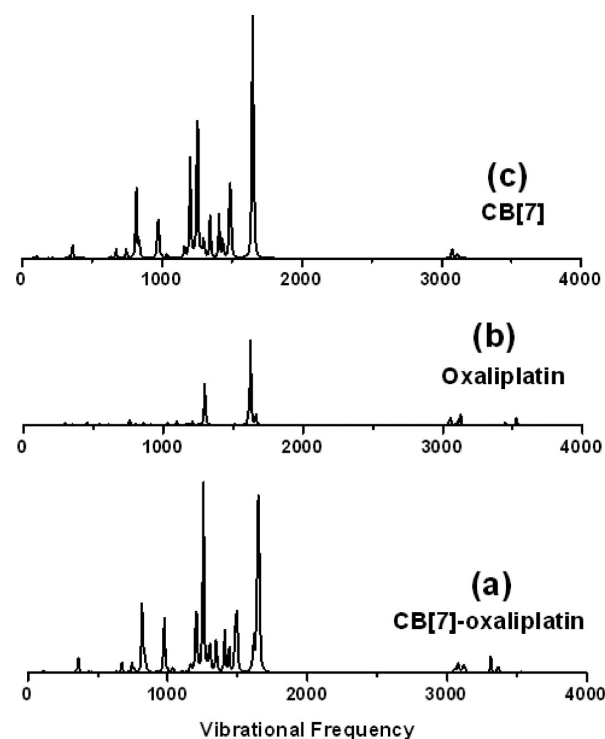 (c)
CB[7]
0 1000 2000 3000 4000
(b)
Oxaliplatin
0 1000 2000 3000 4000
(a)
CB[7]-oxaliplatin
0 1000 2000 3000 4000
Vibrational Frequency